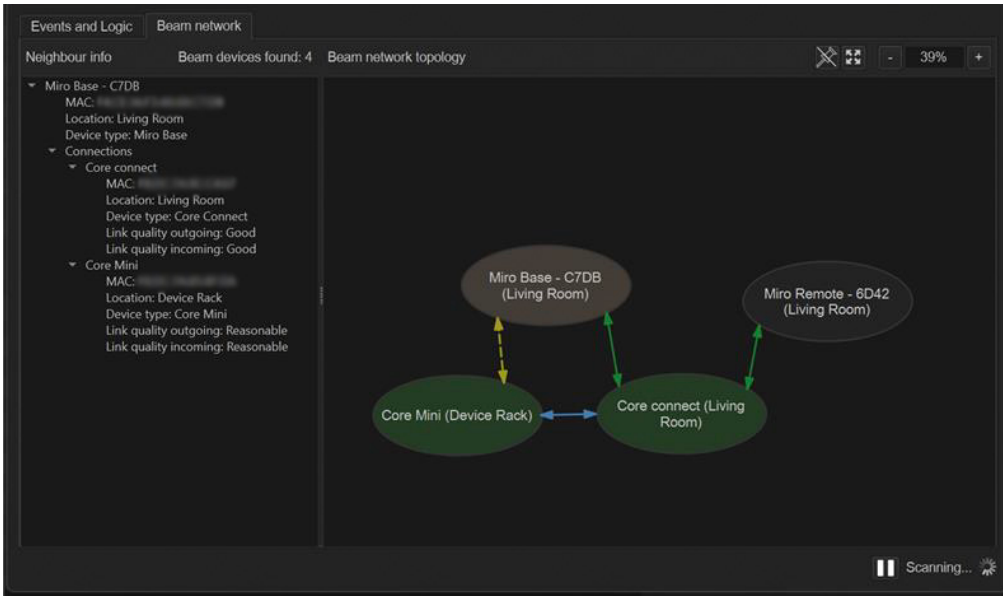 Events and Logic
Beam network
Neighbour info
Beam devices found: 4
Beam network topology
-
39%
+
Miro Base - C7DB
MAC:
Location: Living Room
Device type: Miro Base
Connections
Core connect
MAC:
Location: Living Room
Device type: Core Connect
Link quality outgoing: Good
Link quality incoming: Good
Core Mini
MAC:
Location: Device Rack
Device type: Core Mini
Link quality outgoing: Reasonable
Link quality incoming: Reasonable
Miro Base - C7DB
(Living Room)
Miro Remote - 6D42
(Living Room)
Core Mini (Device Rack)
Core connect (Living
Room)
Scanning...